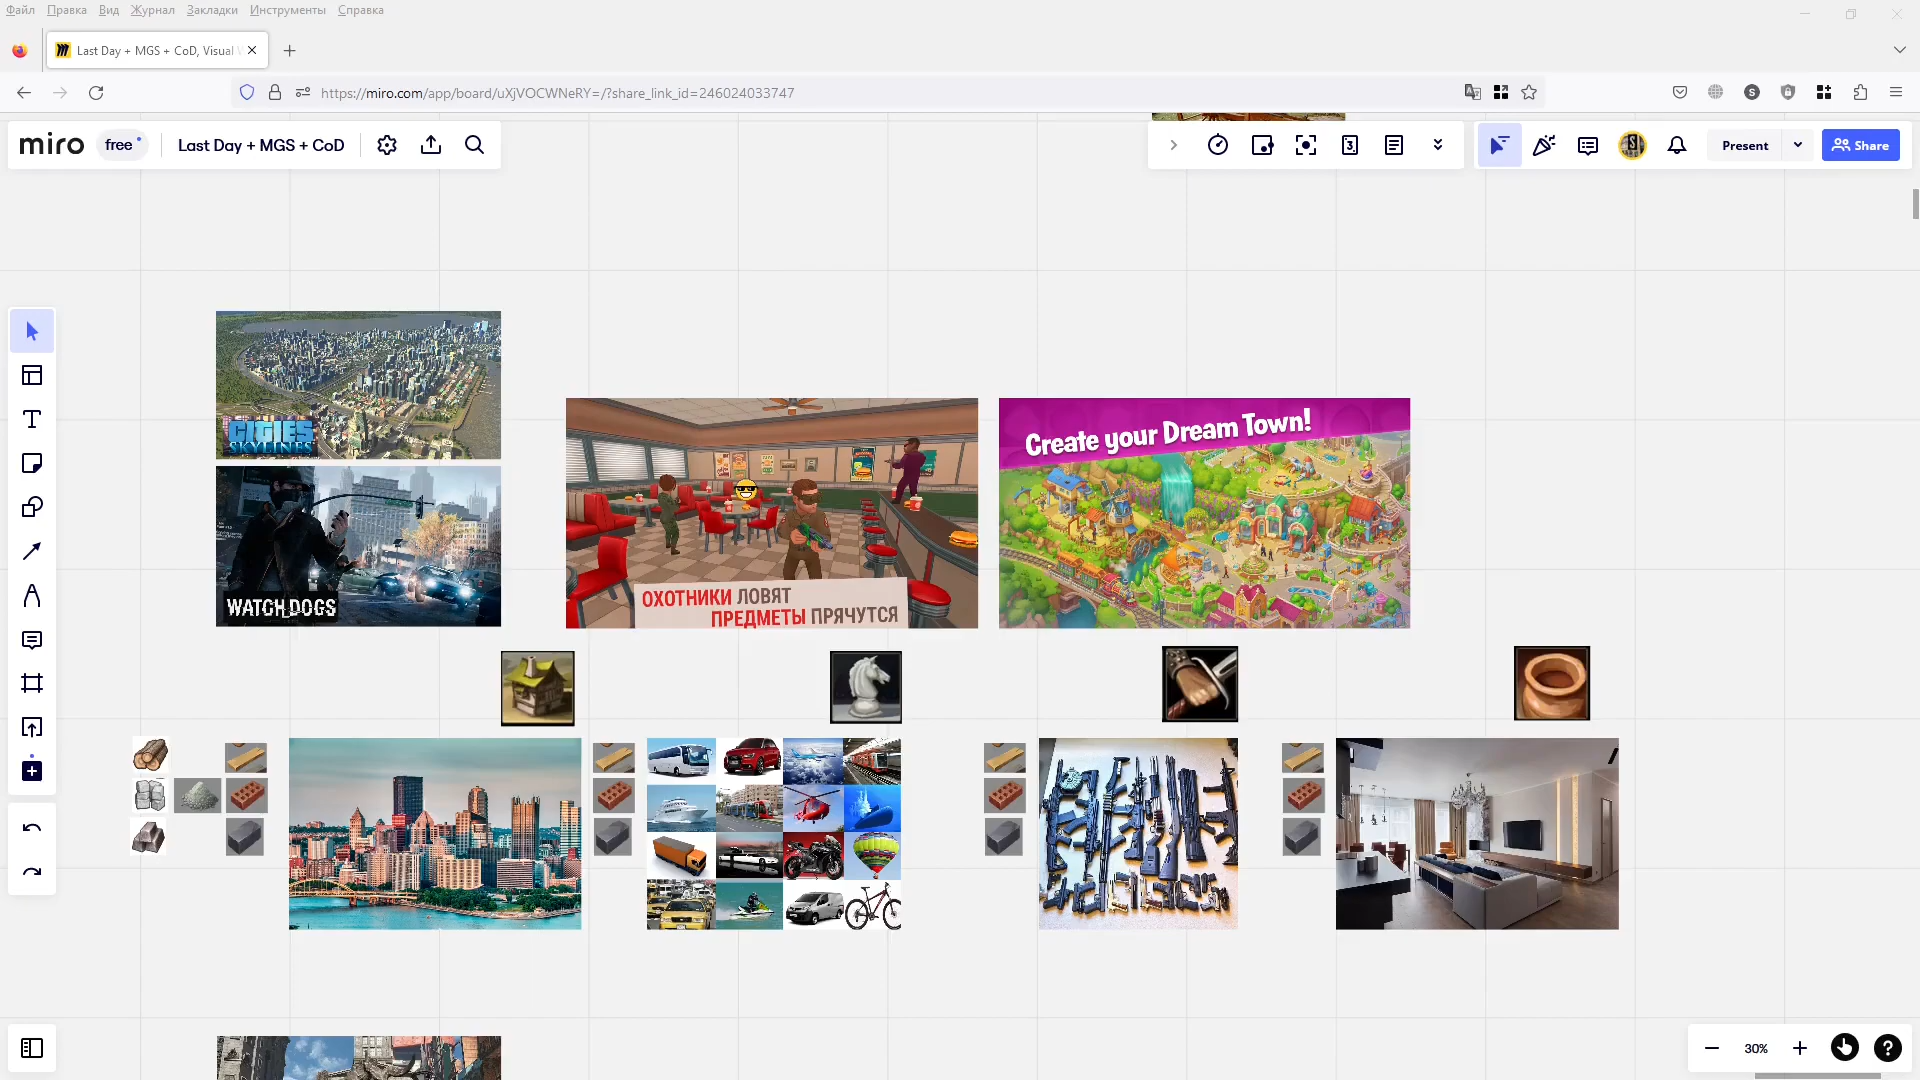 Файл Правка Вид Журнал Закладки Инструменты Справка
Last Day + MGS + CoD, Visual
https://miro.com/app/board/uXjVOCWNeRY=/?share_link_id=246024033747
miro free Last Day + MGS + CoD
3
Present
Share
CITIES
SKYLINES
WATCH_DOGS
ОХОТНИКИ ЛОВЯТ
ПРЕДМЕТЫ ПРЯЧУТСЯ
Create your Dream Town!
30%